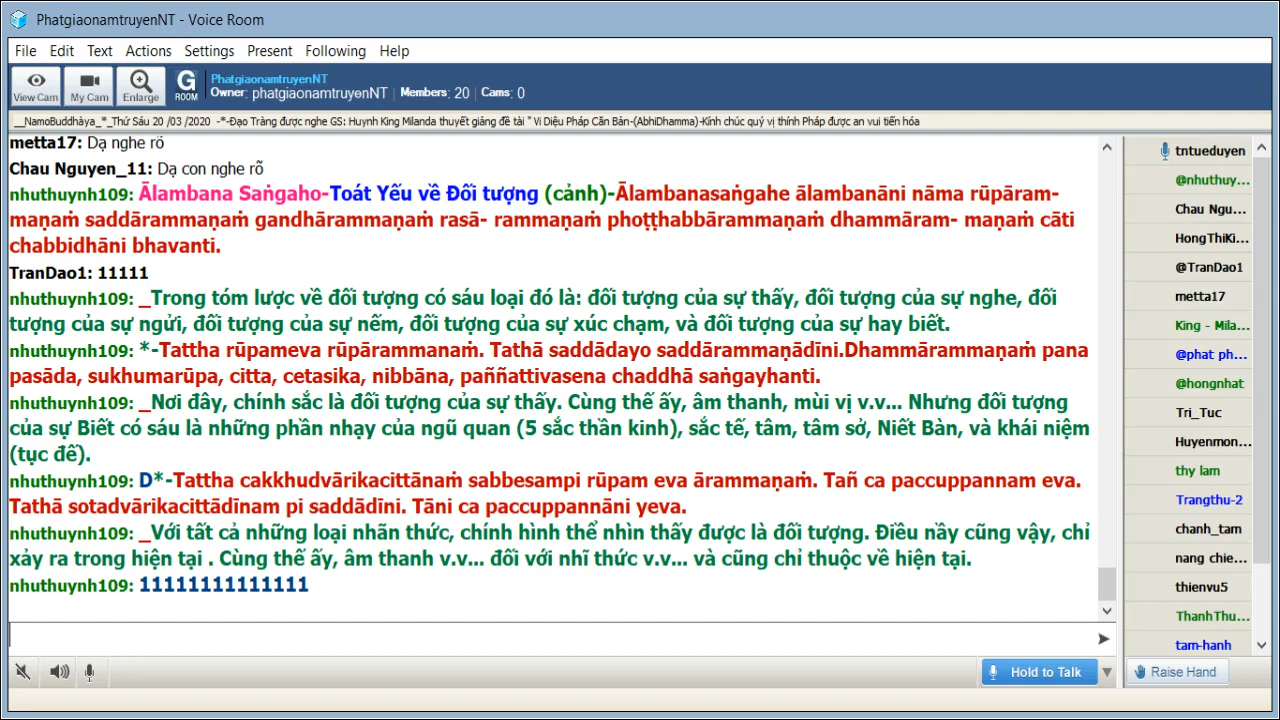 PhatgiaonamtruyenNT - Voice Room
File Edit Text Actions Settings Present Following Help
View Cam My Cam Enlarge G ROOM PhatgiaonamtruyenNT
Owner: phatgiaonamtruyenNT Members: 20 Cams: 0
__NamoBuddhàya_*_Thứ Sáu 20 /03 /2020 -*-Đạo Tràng được nghe GS: Huynh King Milanda thuyết giảng đề tài " Vi Diệu Pháp Căn Bản-(AbhiDhamma)-Kính chúc quý vị thính Pháp được an vui tiến hóa
metta17: Dạ nghe rõ
Chau Nguyen_11: Dạ con nghe rõ
nhuthuynh109: Ālambana Saṅgaho-Toát Yếu về Đối tượng (cảnh)-Ālambanasaṅgahe ālambanāni nāma rūpāram-
maṇaṁ saddārammaṇaṁ gandhārammaṇaṁ rasā- rammaṇaṁ phoṭṭhabbārammaṇaṁ dhammāram- maṇaṁ cāti
chabbidhāni bhavanti.
TranDao1: 11111
nhuthuynh109: _Trong tóm lược về đối tượng có sáu loại đó là: đối tượng của sự thấy, đối tượng của sự nghe, đối
tượng của sự ngửi, đối tượng của sự nếm, đối tượng của sự xúc chạm, và đối tượng của sự hay biết.
nhuthuynh109: *-Tattha rūpameva rūpārammanaṁ. Tathā saddādayo saddārammaṇādīni.Dhammārammaṇaṁ pana
pasāda, sukhumarūpa, citta, cetasika, nibbāna, paññattivasena chaddhā saṅgayhanti.
nhuthuynh109: _Nơi đây, chính sắc là đối tượng của sự thấy. Cùng thế ấy, âm thanh, mùi vị v.v... Nhưng đối tượng
của sự Biết có sáu là những phần nhạy của ngũ quan (5 sắc thần kinh), sắc tế, tâm, tâm sở, Niết Bàn, và khái niệm
(tục đế).
nhuthuynh109: D*-Tattha cakkhudvārikacittānaṁ sabbesampi rūpam eva ārammaṇaṁ. Tañ ca paccuppannam eva.
Tathā sotadvārikacittādīnam pi saddādīni. Tāni ca paccuppannāni yeva.
nhuthuynh109: _Với tất cả những loại nhãn thức, chính hình thể nhìn thấy được là đối tượng. Điều nầy cũng vậy, chỉ
xảy ra trong hiện tại . Cùng thế ấy, âm thanh v.v... đối với nhĩ thức v.v... và cũng chỉ thuộc về hiện tại.
nhuthuynh109: 11111111111111
Hold to Talk
tntueduyen
@nhuthuy...
Chau Ngu...
HongThiKi...
@TranDao1
metta17
King - Mila...
@phat ph...
@hongnhat
Tri_Tuc
Huyenmon...
thy lam
Trangthu-2
chanh_tam
nang chie...
thienvu5
ThanhThu...
tam-hanh
Raise Hand